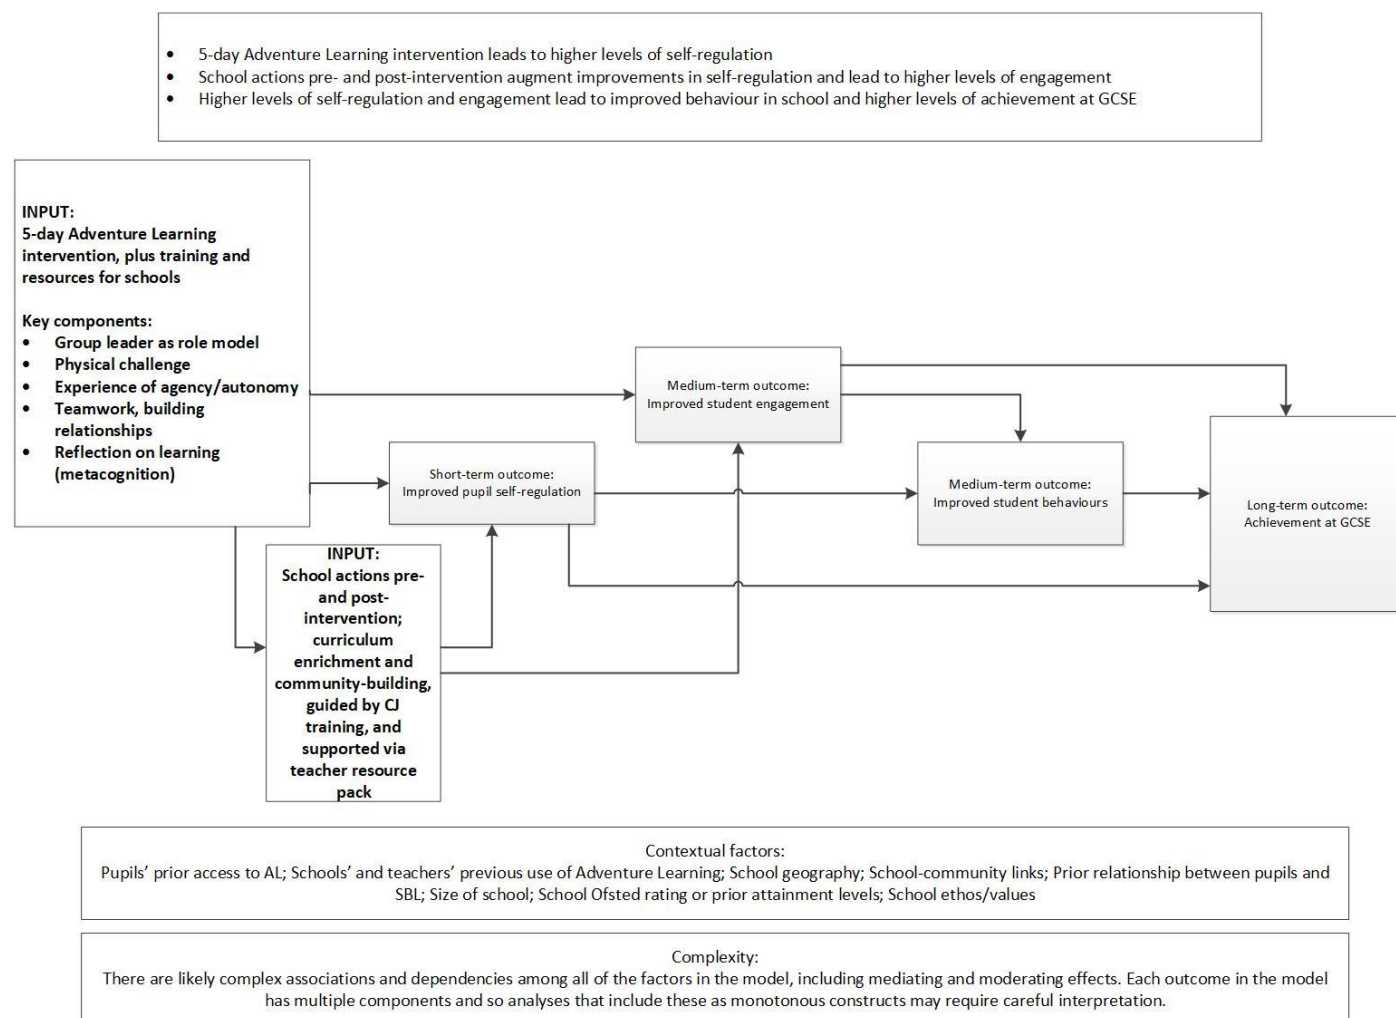 • 5-day Adventure Learning intervention leads to higher levels of self-regulation
• School actions pre- and post-intervention augment improvements in self-regulation and lead to higher levels of engagement
• Higher levels of self-regulation and engagement lead to improved behaviour in school and higher levels of achievement at GCSE
INPUT:
5-day Adventure Learning
intervention, plus training and
resources for schools
Key components:
• Group leader as role model
• Physical challenge
• Experience of agency/autonomy
• Teamwork, building
relationships
• Reflection on learning
(metacognition)
Medium-term outcome:
Improved student engagement
Short-term outcome:
Improved pupil self-regulation
Medium-term outcome:
Improved student behaviours
Long-term outcome:
Achievement at GCSE
INPUT:
School actions pre-
and post-
intervention;
curriculum
enrichment and
community-building,
guided by CJ
training, and
supported via
teacher resource
pack
Contextual factors:
Pupils’ prior access to AL; Schools’ and teachers’ previous use of Adventure Learning; School geography; School-community links; Prior relationship between pupils and
SBL; Size of school; School Ofsted rating or prior attainment levels; School ethos/values
Complexity:
There are likely complex associations and dependencies among all of the factors in the model, including mediating and moderating effects. Each outcome in the model
has multiple components and so analyses that include these as monotonous constructs may require careful interpretation.